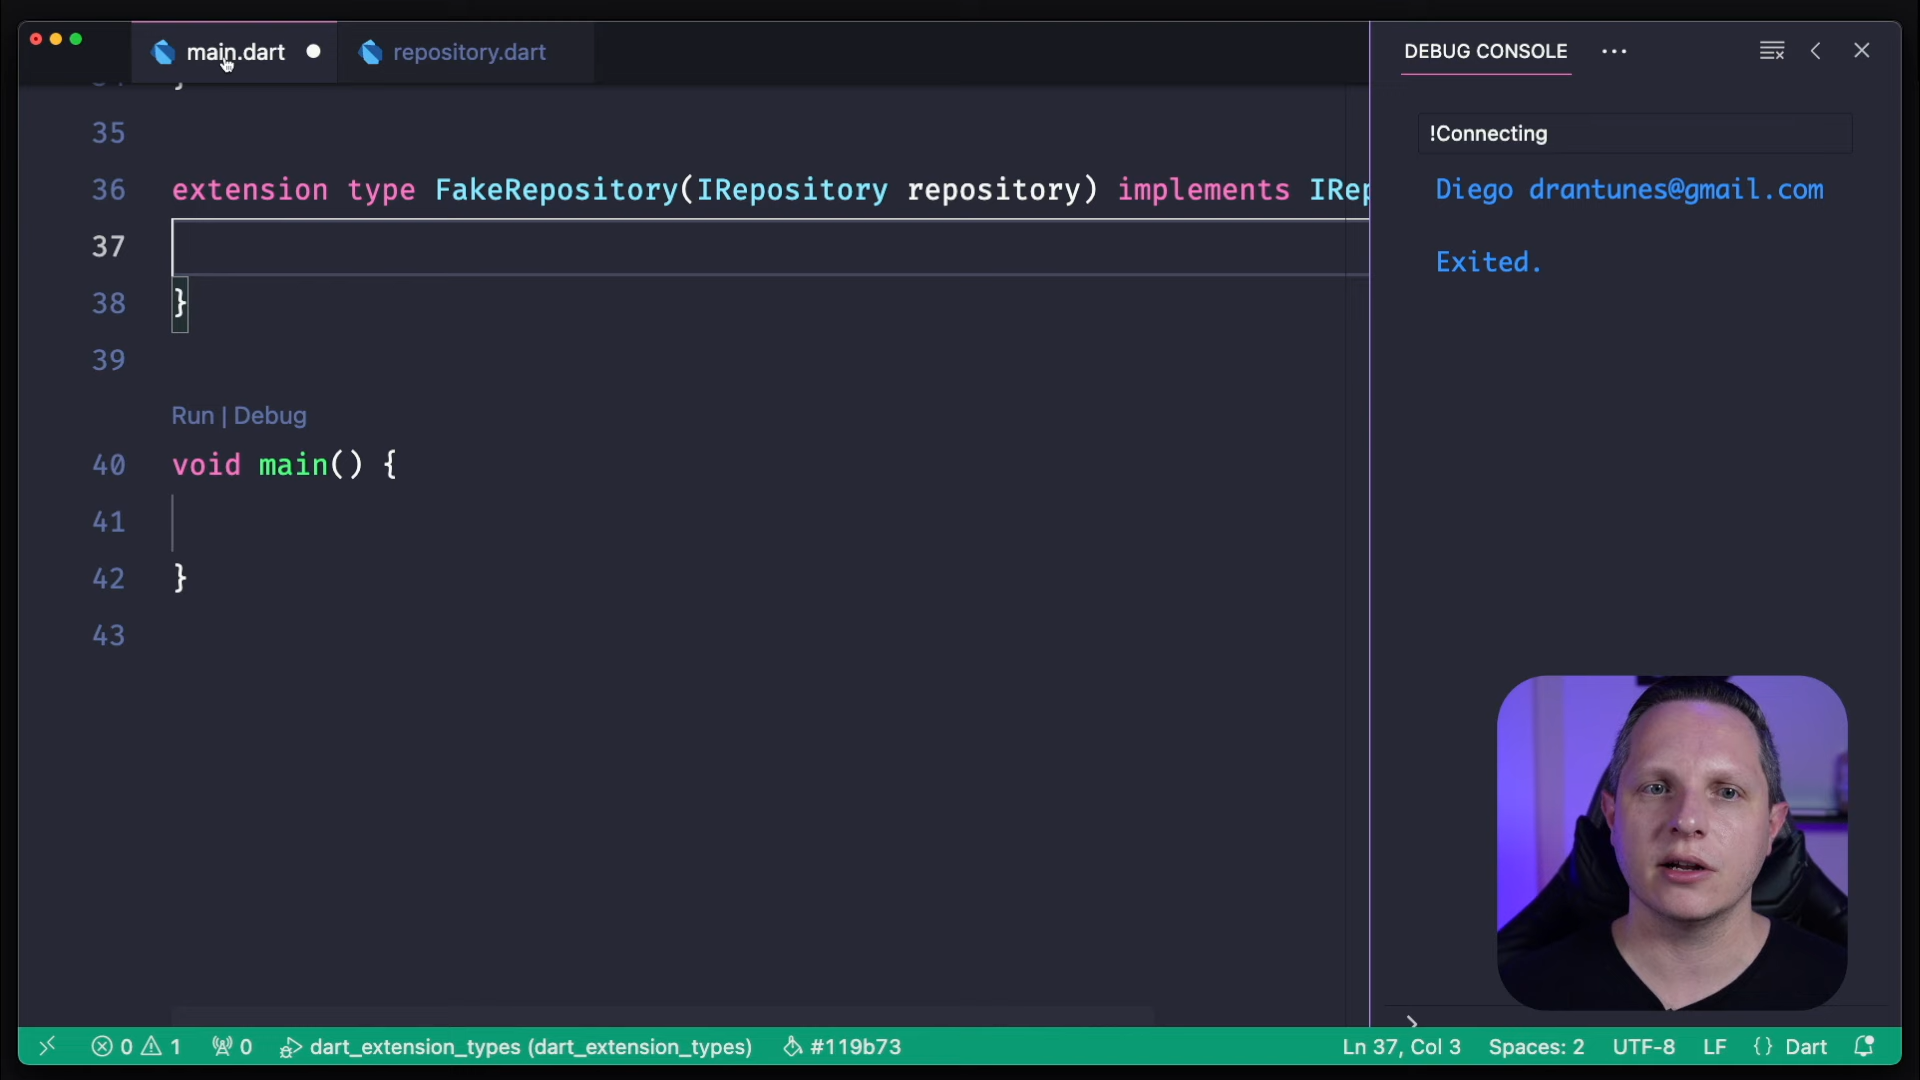 main.dart
repository.dart
DEBUG CONSOLE ...
!Connecting
Diego drantunes@gmail.com
Exited.
35
36 extension type FakeRepository(IRepository repository) implements IRep
37
38 }
39
Run | Debug
40 void main() {
41
42 }
43
0 1 0 dart_extension_types (dart_extension_types) #119b73
Ln 37, Col 3 Spaces: 2 UTF-8 LF {} Dart